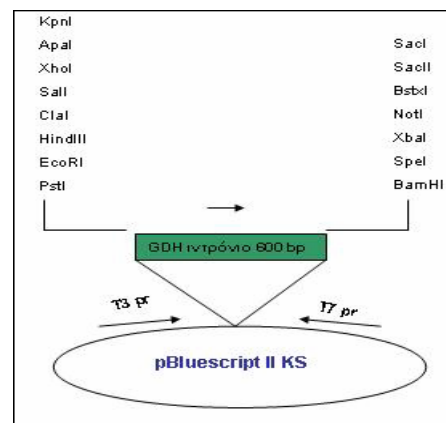 KpnI
ApaI
XhoI
SalI
ClaI
HindIII
EcoRI
PstI
SacI
SacII
BstxI
NotI
XbaI
SpeI
BamHI
GDH ιντρόνιο 600 bp
T3 pr
T7 pr
pBluescript II KS